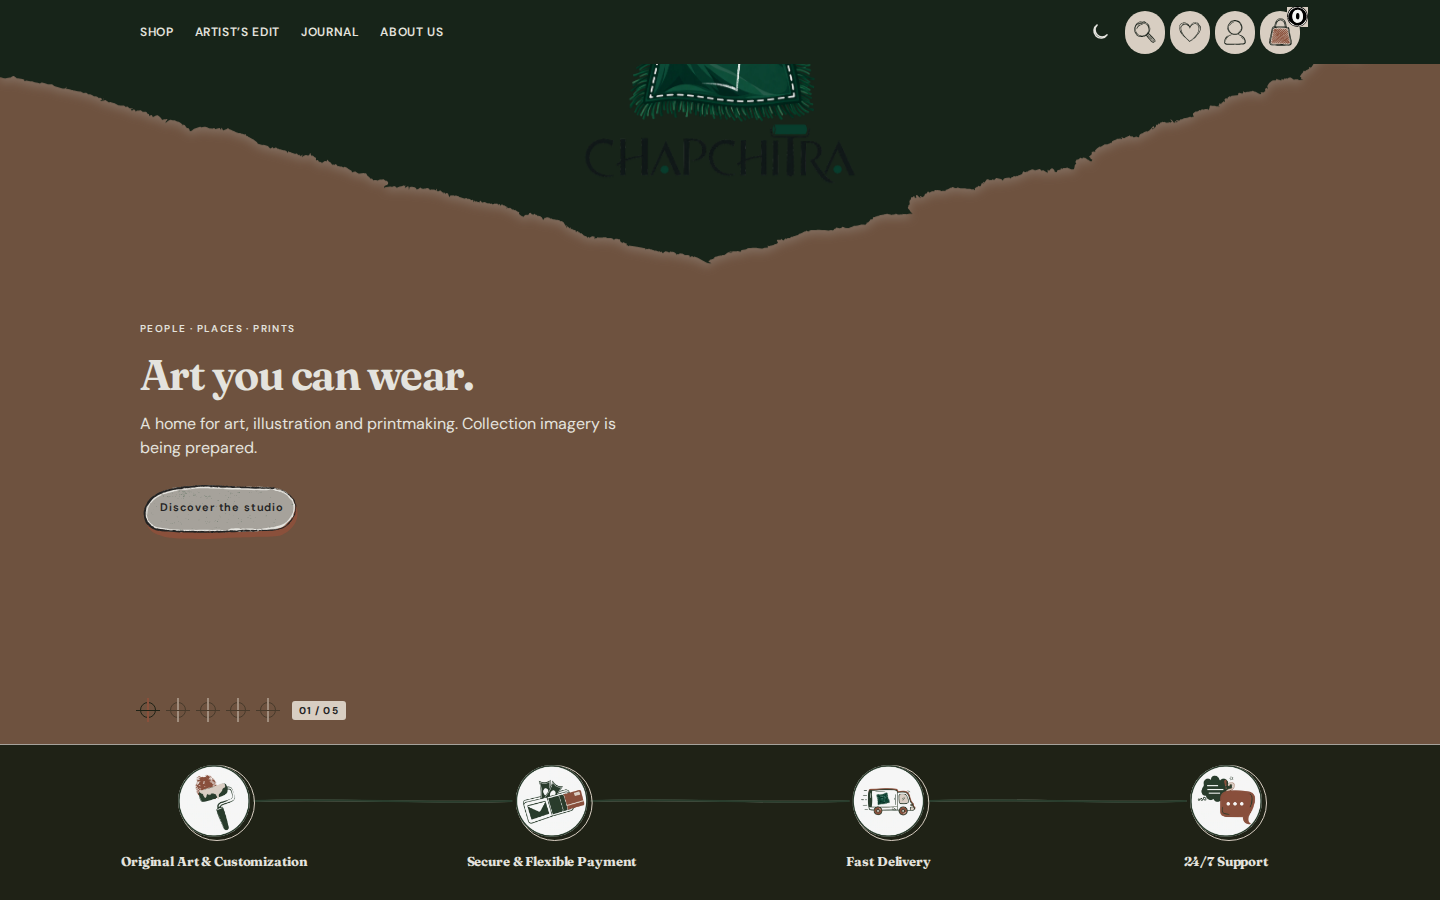 SHOP ARTIST'S EDIT JOURNAL ABOUT US
0
CHAPCHITRA
PEOPLE · PLACES · PRINTS
Art you can wear.
A home for art, illustration and printmaking. Collection imagery is
being prepared.
Discover the studio
01 / 05
Original Art & Customization Secure & Flexible Payment Fast Delivery 24/7 Support